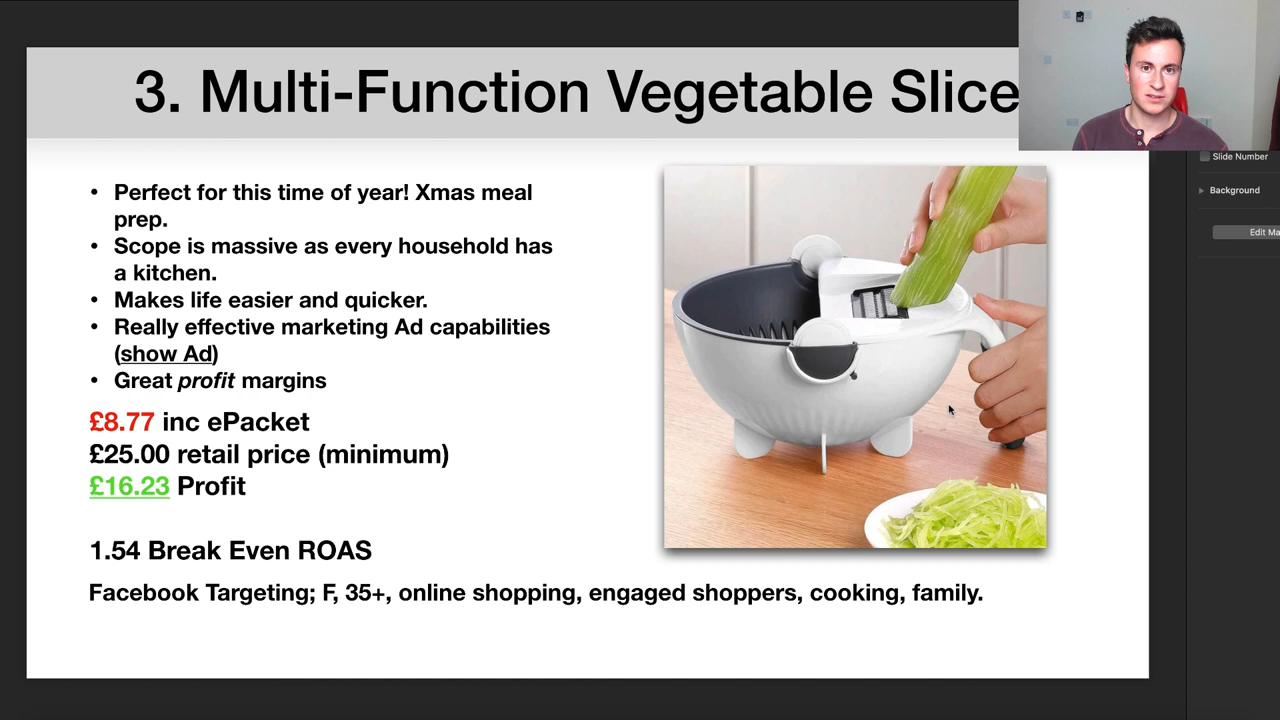 3. Multi-Function Vegetable Slice
• Perfect for this time of year! Xmas meal
prep.
• Scope is massive as every household has
a kitchen.
• Makes life easier and quicker.
• Really effective marketing Ad capabilities
(show Ad)
• Great profit margins
£8.77 inc ePacket
£25.00 retail price (minimum)
£16.23 Profit
1.54 Break Even ROAS
Facebook Targeting; F, 35+, online shopping, engaged shoppers, cooking, family.
Slide Number
Background
Edit Ma